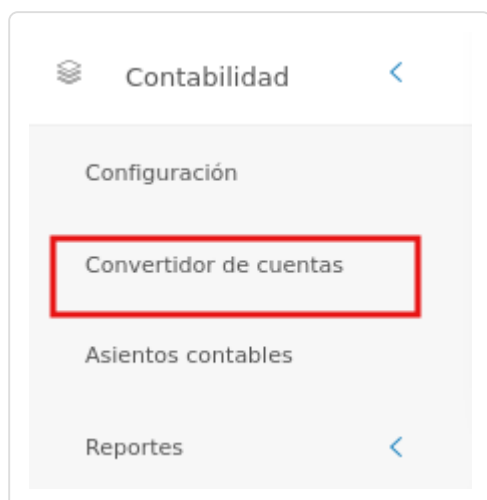 Contabilidad
Configuración
Convertidor de cuentas
Asientos contables
Reportes